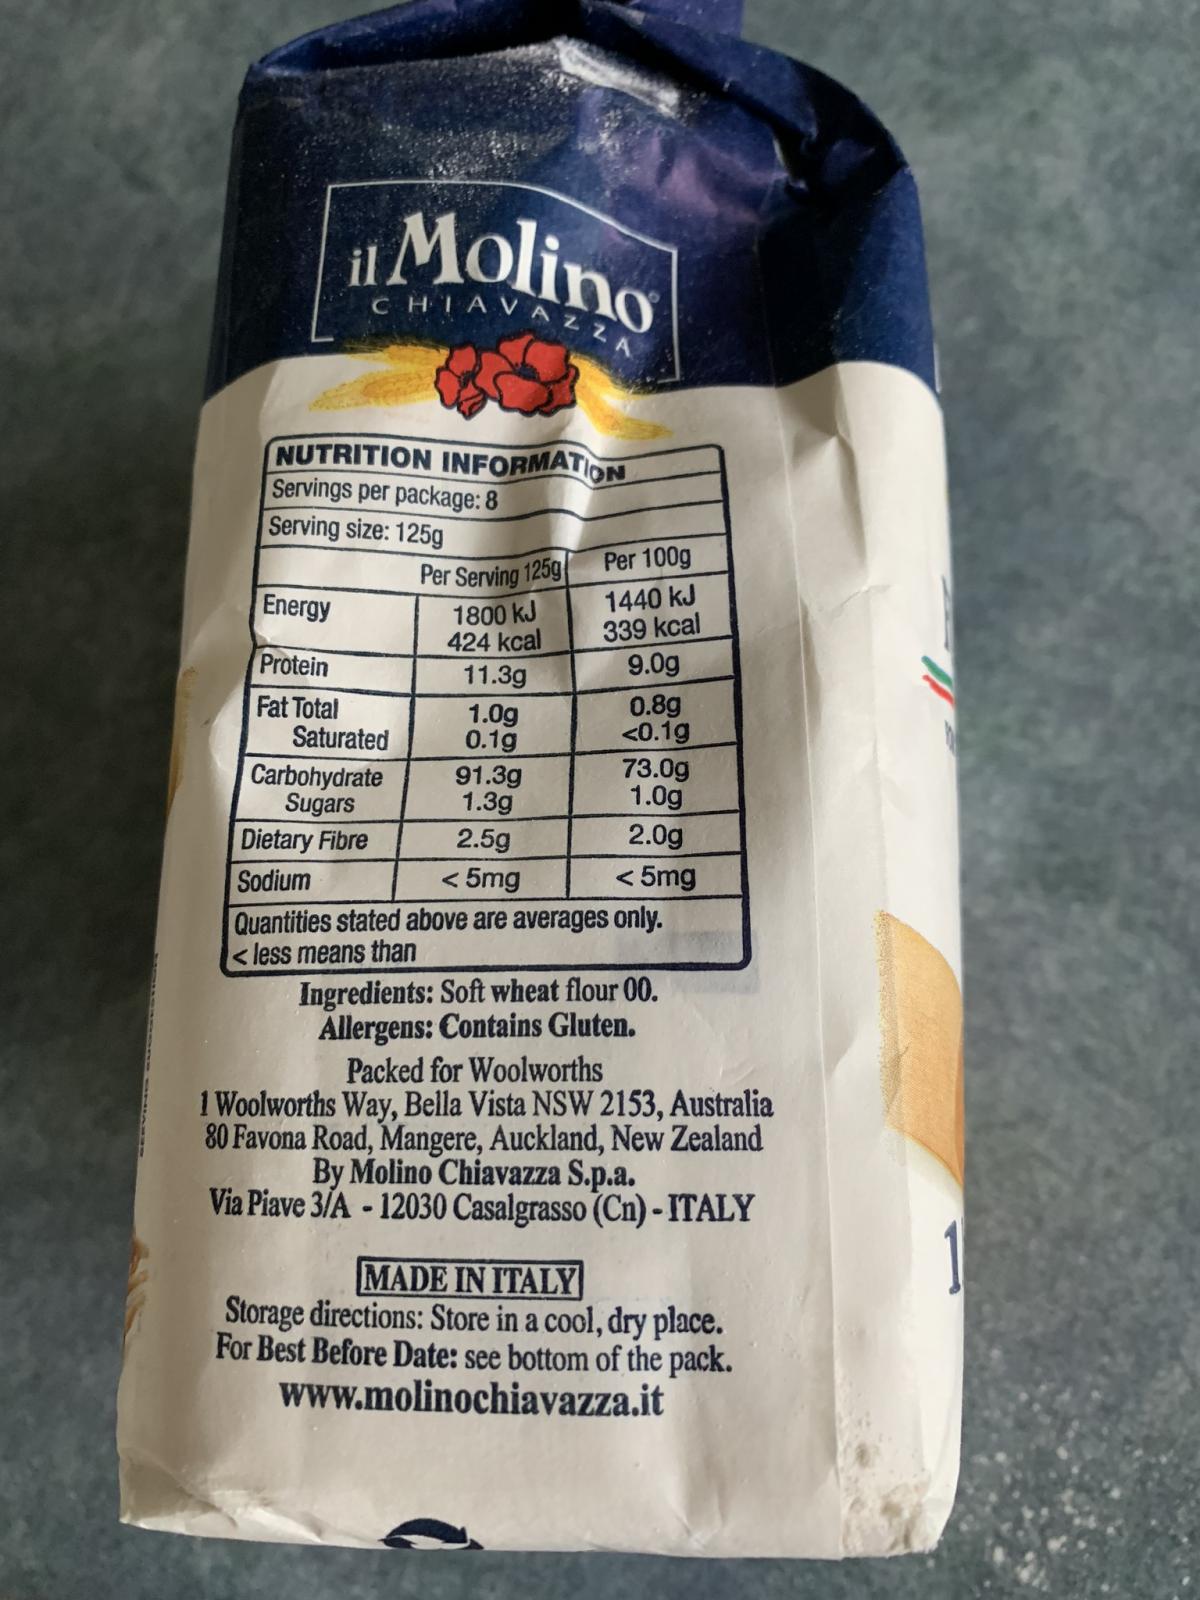 il Molino®
CHIAVAZZA
NUTRITION INFORMATION
Servings per package: 8
Serving size: 125g
Per Serving 125g Per 100g
Energy 1800 kJ 1440 kJ
424 kcal 339 kcal
Protein 11.3g 9.0g
Fat Total 1.0g 0.8g
Saturated 0.1g <0.1g
Carbohydrate 91.3g 73.0g
Sugars 1.3g 1.0g
Dietary Fibre 2.5g 2.0g
Sodium < 5mg < 5mg
Quantities stated above are averages only.
< less means than
Ingredients: Soft wheat flour 00.
Allergens: Contains Gluten.
Packed for Woolworths
1 Woolworths Way, Bella Vista NSW 2153, Australia
80 Favona Road, Mangere, Auckland, New Zealand
By Molino Chiavazza S.p.a.
Via Piave 3/A - 12030 Casalgrasso (Cn) - ITALY
MADE IN ITALY
Storage directions: Store in a cool, dry place.
For Best Before Date: see bottom of the pack.
www.molinochiavazza.it
1